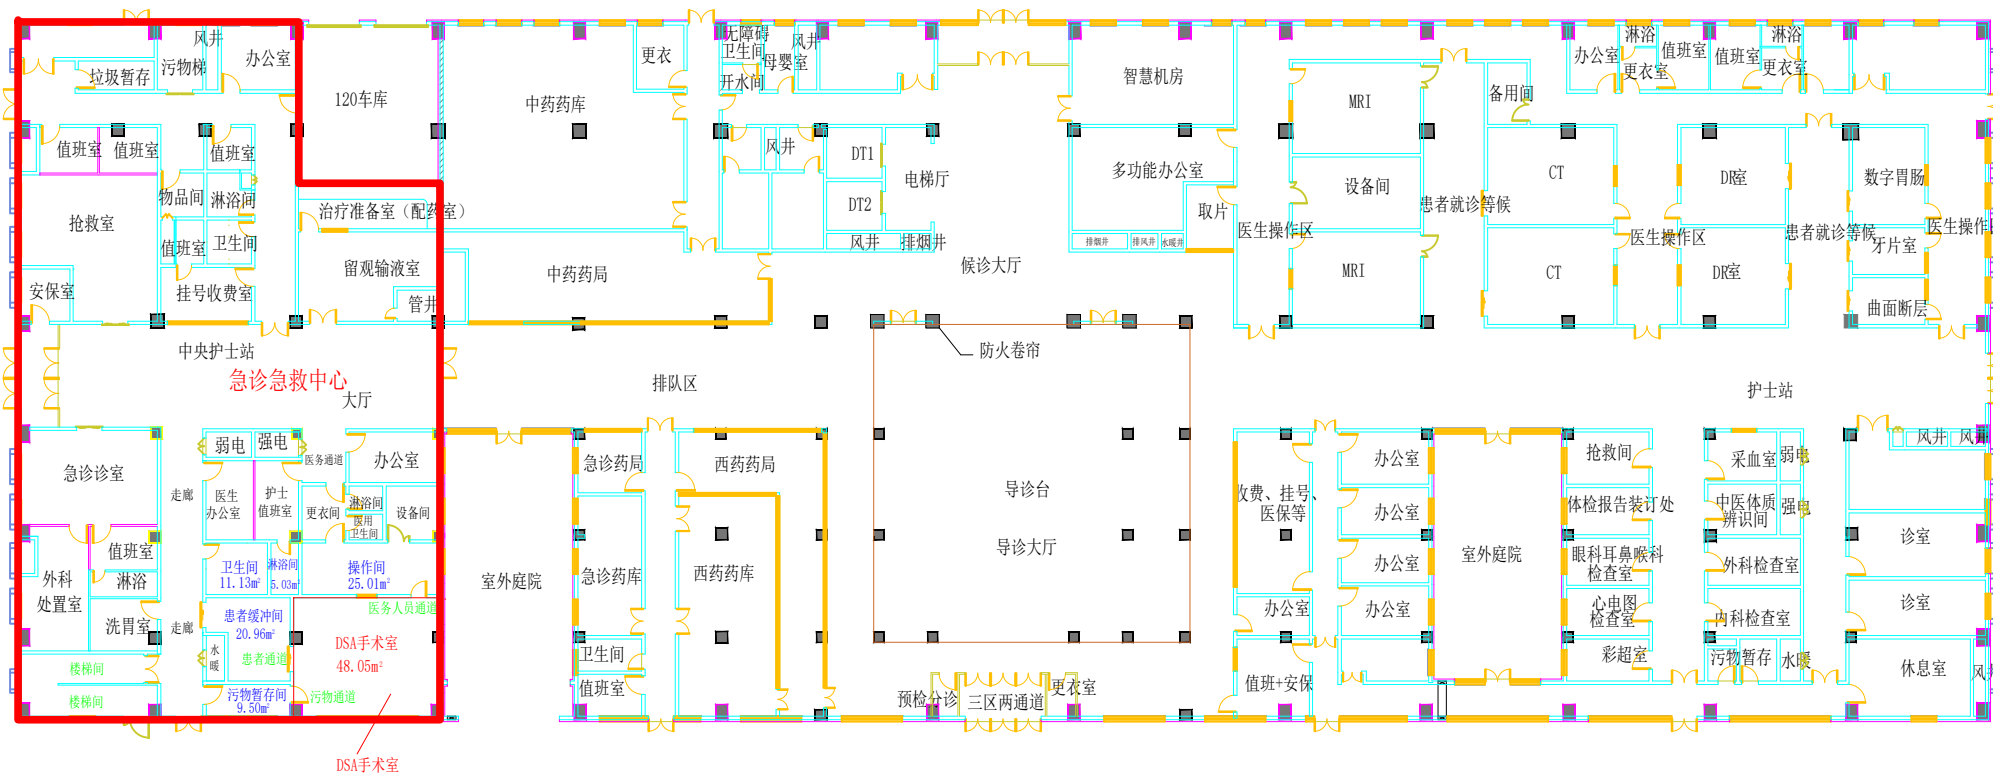 风井
办公室
垃圾暂存
污物梯
120车库
中药药库
更衣
无障碍
卫生间
开水间
母婴室
风井
智慧机房
MRI
备用间
办公室
淋浴
更衣室
值班室
值班室
淋浴
更衣室
值班室
值班室
值班室
物品间
淋浴间
抢救室
值班室
卫生间
挂号收费室
安保室
治疗准备室（配药室）
留观输液室
管井
中药药局
风井
DT1
DT2
电梯厅
风井
排烟井
多功能办公室
取片
排烟井
排风井
水暖井
候诊大厅
医生操作区
设备间
MRI
患者就诊等候
CT
CT
医生操作区
DR室
DR室
患者就诊等候
数字胃肠
牙片室
曲面断层
医生操作
中央护士站
急诊急救中心
大厅
排队区
防火卷帘
护士站
急诊诊室
弱电
强电
医务通道
办公室
走廊
医生
办公室
护士
值班室
更衣间
淋浴间
医用
卫生间
设备间
值班室
淋浴
外科
处置室
洗胃室
走廊
卫生间
11.13m²
淋浴间
5.03m²
操作间
25.01m²
医务人员通道
患者缓冲间
20.96m²
水
暖
患者通道
DSA手术室
48.05m²
楼梯间
楼梯间
污物暂存间
9.50m²
污物通道
DSA手术室
室外庭院
急诊药局
急诊药库
卫生间
值班室
西药药局
西药药库
导诊台
导诊大厅
预检分诊
三区两通道
更衣室
收费、挂号、
医保等
办公室
值班+安保
办公室
办公室
办公室
办公室
室外庭院
抢救间
体检报告装订处
眼科耳鼻喉科
检查室
心电图
检查室
彩超室
采血室
弱电
中医体质
辨识间
强电
外科检查室
内科检查室
污物暂存
水暖
风井
风井
诊室
诊室
休息室
风井